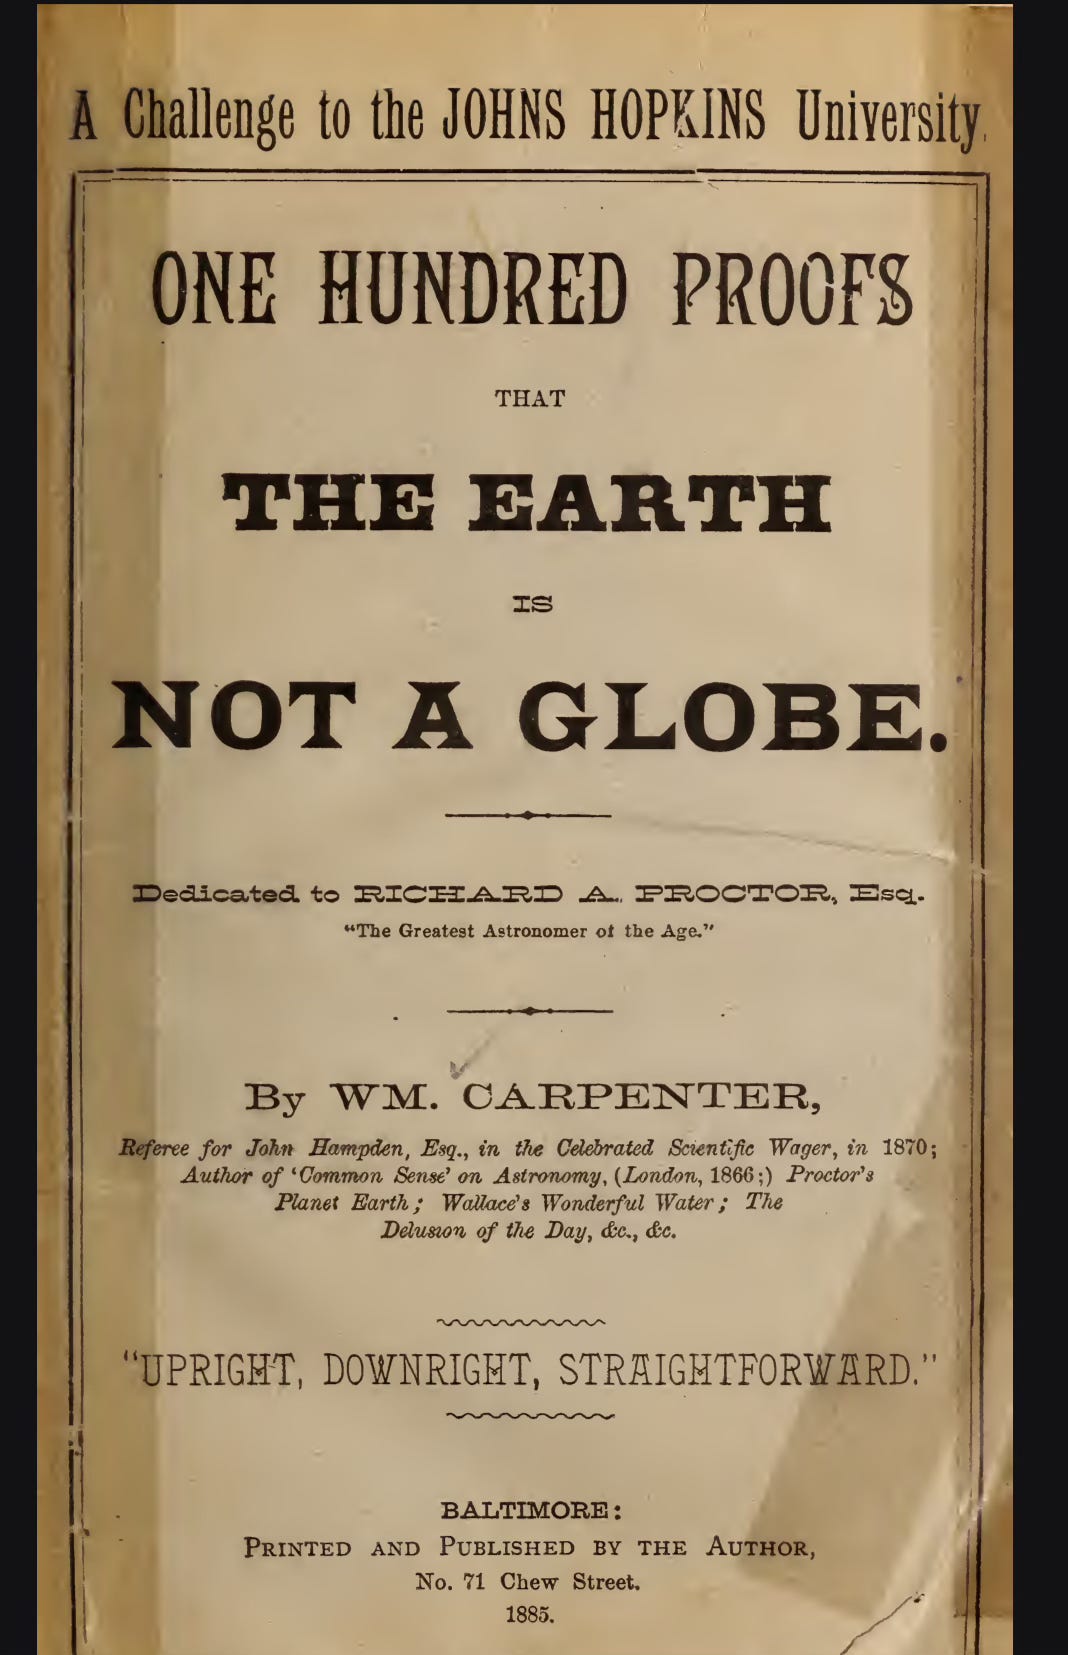 A Challenge to the JOHNS HOPKINS University.
ONE HUNDRED PROOFS
THAT
THE EARTH
IS
NOT A GLOBE.
Dedicated to RICHARD A. PROCTOR, Esq.
"The Greatest Astronomer of the Age."
By WM. CARPENTER,
Referee for John Hampden, Esq., in the Celebrated Scientific Wager, in 1870;
Author of 'Common Sense' on Astronomy, (London, 1866;) Proctor's
Planet Earth; Wallace's Wonderful Water; The
Delusion of the Day, &c., &c.
"UPRIGHT, DOWNRIGHT, STRAIGHTFORWARD."
BALTIMORE:
PRINTED AND PUBLISHED BY THE AUTHOR,
No. 71 Chew Street.
1885.